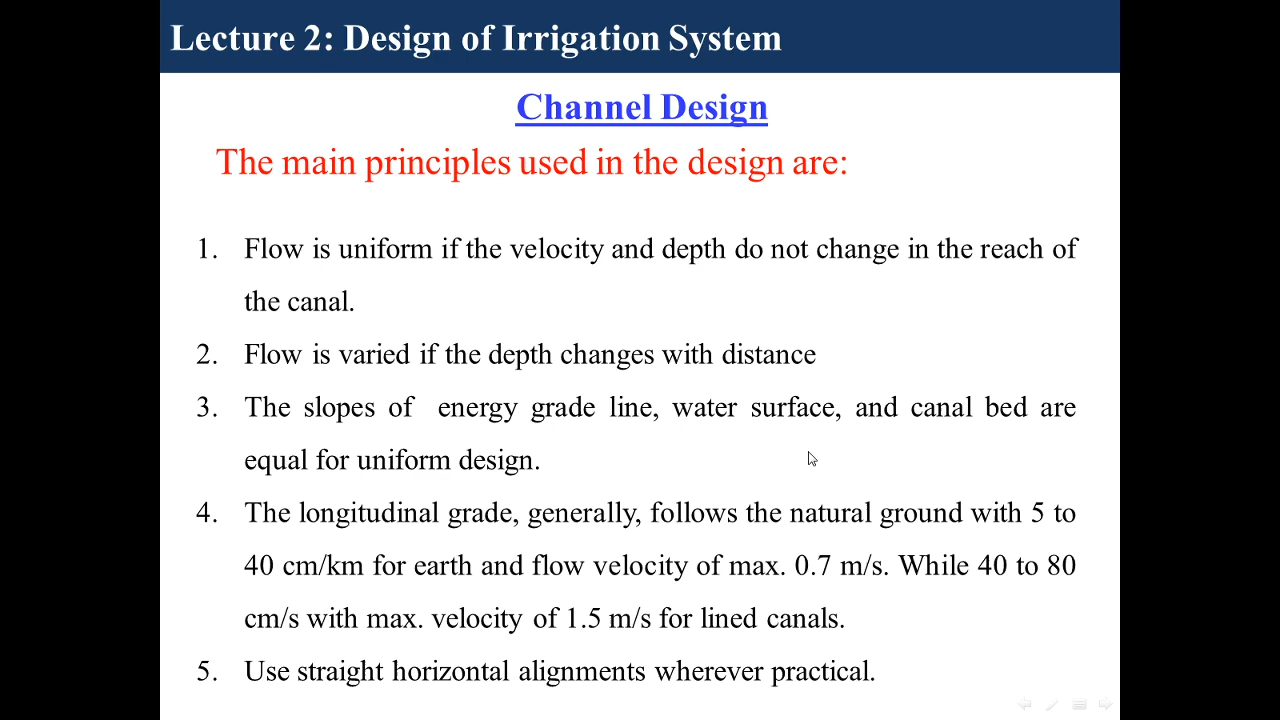 Lecture 2: Design of Irrigation System
Channel Design
The main principles used in the design are:
1. Flow is uniform if the velocity and depth do not change in the reach of
the canal.
2. Flow is varied if the depth changes with distance
3. The slopes of energy grade line, water surface, and canal bed are
equal for uniform design.
4. The longitudinal grade, generally, follows the natural ground with 5 to
40 cm/km for earth and flow velocity of max. 0.7 m/s. While 40 to 80
cm/s with max. velocity of 1.5 m/s for lined canals.
5. Use straight horizontal alignments wherever practical.